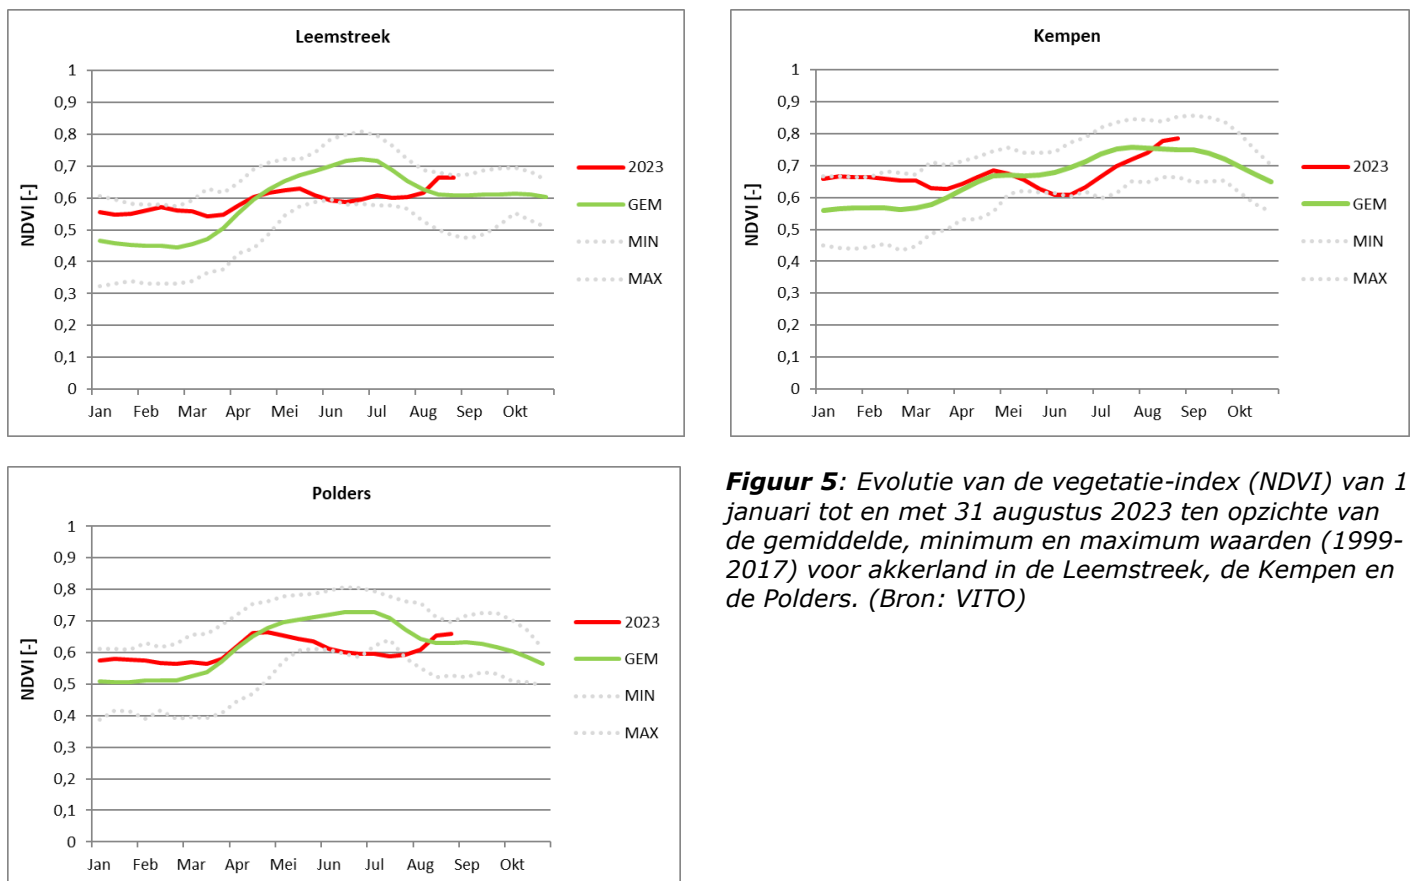 Leemstreek
1
0,9
0,8
0,7
0,6
0,5
0,4
0,3
0,2
0,1
0
NDVI [-]
Jan Feb Mar Apr Mei Jun Jul Aug Sep Okt
2023
GEM
MIN
MAX
Kempen
1
0,9
0,8
0,7
0,6
0,5
0,4
0,3
0,2
0,1
0
NDVI [-]
Jan Feb Mar Apr Mei Jun Jul Aug Sep Okt
2023
GEM
MIN
MAX
Polders
1
0,9
0,8
0,7
0,6
0,5
0,4
0,3
0,2
0,1
0
NDVI [-]
Jan Feb Mar Apr Mei Jun Jul Aug Sep Okt
2023
GEM
MIN
MAX
Figuur 5: Evolutie van de vegetatie-index (NDVI) van 1
januari tot en met 31 augustus 2023 ten opzichte van
de gemiddelde, minimum en maximum waarden (1999-
2017) voor akkerland in de Leemstreek, de Kempen en
de Polders. (Bron: VITO)